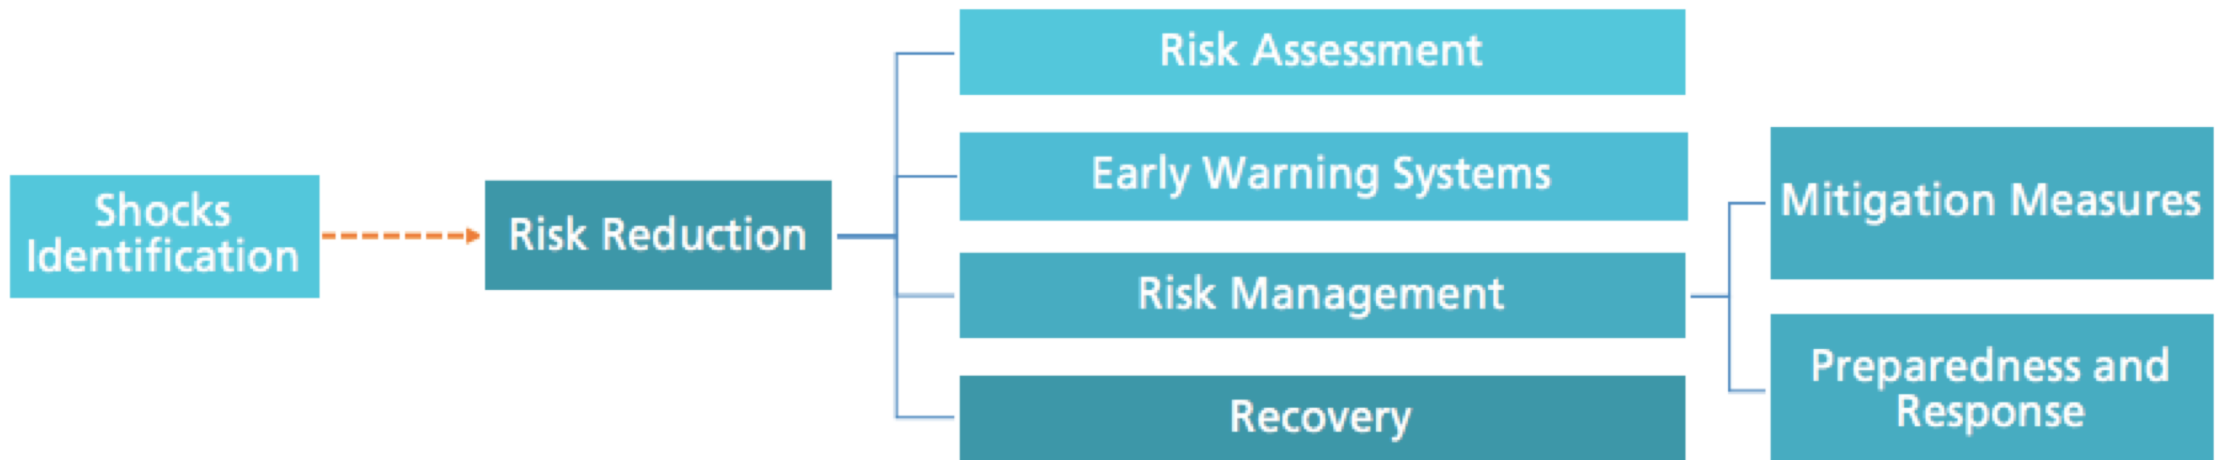 Shocks
Identification
Risk Reduction
Risk Assessment
Early Warning Systems
Risk Management
Recovery
Mitigation Measures
Preparedness and
Response